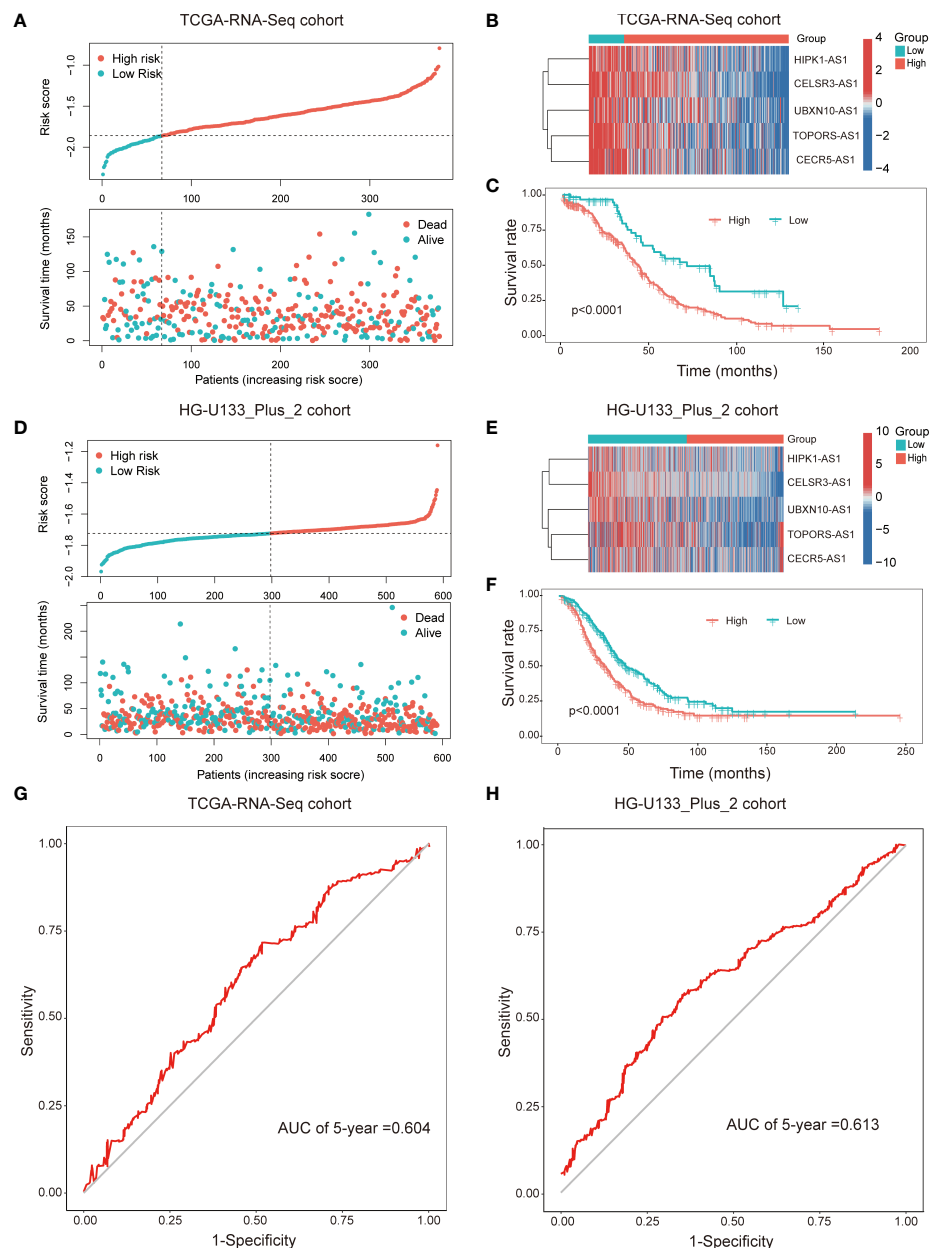 A
TCGA-RNA-Seq cohort
High risk
Low Risk
Risk score
−1.0
−1.5
−2.0
0
100
200
300
Dead
Alive
Survival time (months)
150
100
50
0
0
100
200
300
Patients (increasing risk socre)
B
TCGA-RNA-Seq cohort
Group
HIPK1-AS1
CELSR3-AS1
UBXN10-AS1
TOPORS-AS1
CECR5-AS1
4
2
0
−2
−4
Group
Low
High
C
1.00
0.75
0.50
0.25
0.00
Survival rate
High
Low
p<0.0001
0
50
100
150
200
Time (months)
D
HG-U133_Plus_2 cohort
High risk
Low Risk
Risk score
−1.2
−1.4
−1.6
−1.8
−2.0
0
100
200
300
400
500
600
Dead
Alive
Survival time (months)
200
150
100
50
0
0
100
200
300
400
500
600
Patients (increasing risk socre)
E
HG-U133_Plus_2 cohort
Group
HIPK1-AS1
CELSR3-AS1
UBXN10-AS1
TOPORS-AS1
CECR5-AS1
10
5
0
−5
−10
Group
Low
High
F
1.00
0.75
0.50
0.25
0.00
Survival rate
High
Low
p<0.0001
0
50
100
150
200
250
Time (months)
G
TCGA-RNA-Seq cohort
1.00
0.75
0.50
0.25
0.00
Sensitivity
AUC of 5-year =0.604
0.00
0.25
0.50
0.75
1.00
1-Specificity
H
HG-U133_Plus_2 cohort
1.00
0.75
0.50
0.25
0.00
Sensitivity
AUC of 5-year =0.613
0.00
0.25
0.50
0.75
1.00
1-Specificity